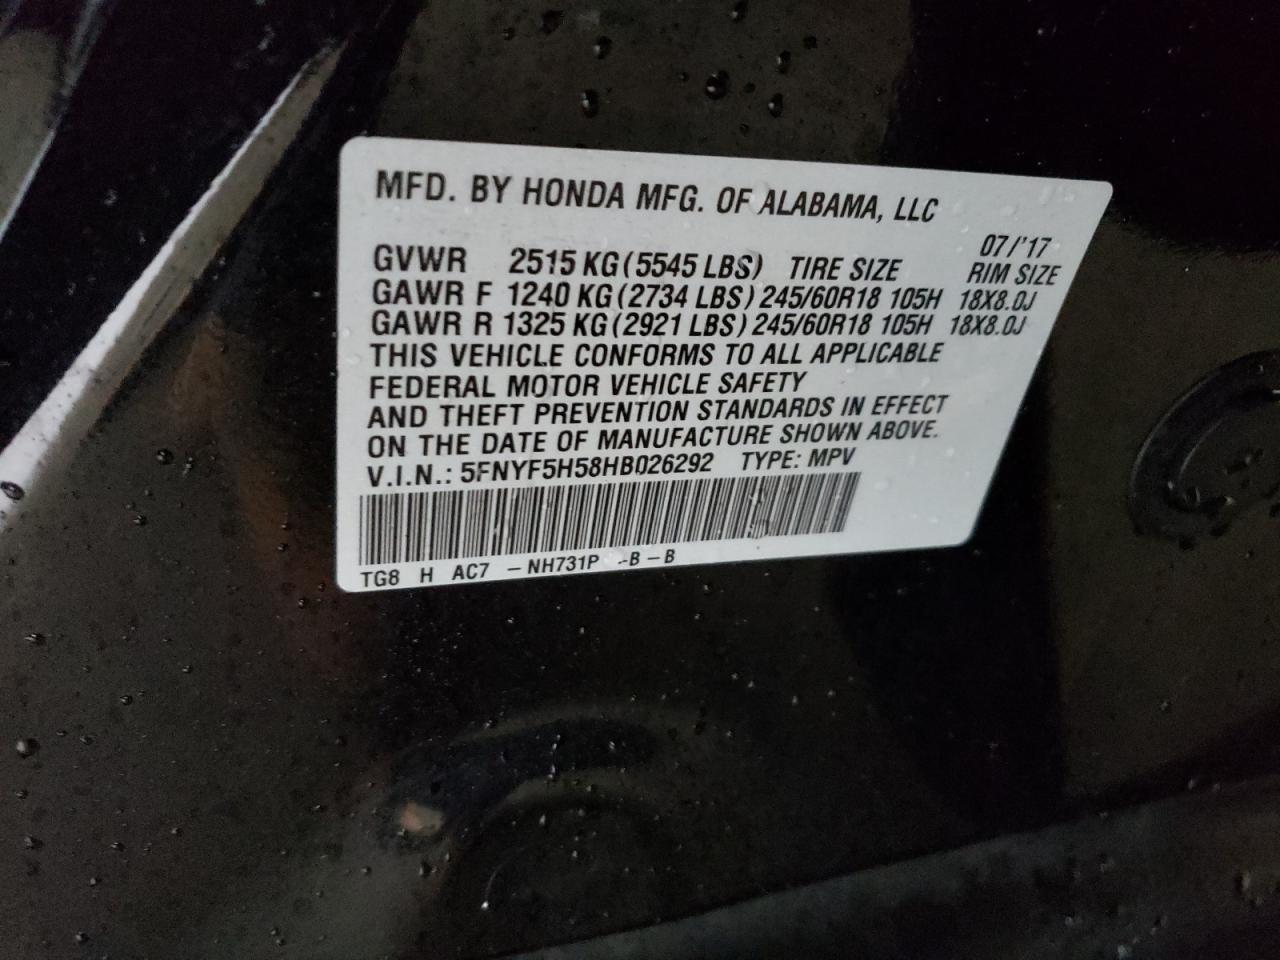 MFD. BY HONDA MFG. OF ALABAMA, LLC
07/'17
GVWR 2515 KG (5545 LBS) TIRE SIZE RIM SIZE
GAWR F 1240 KG (2734 LBS) 245/60R18 105H 18X8.0J
GAWR R 1325 KG (2921 LBS) 245/60R18 105H 18X8.0J
THIS VEHICLE CONFORMS TO ALL APPLICABLE
FEDERAL MOTOR VEHICLE SAFETY
AND THEFT PREVENTION STANDARDS IN EFFECT
ON THE DATE OF MANUFACTURE SHOWN ABOVE.
V.I.N.: 5FNYF5H58HB026292 TYPE: MPV
TG8 H AC7 – NH731P –B – B